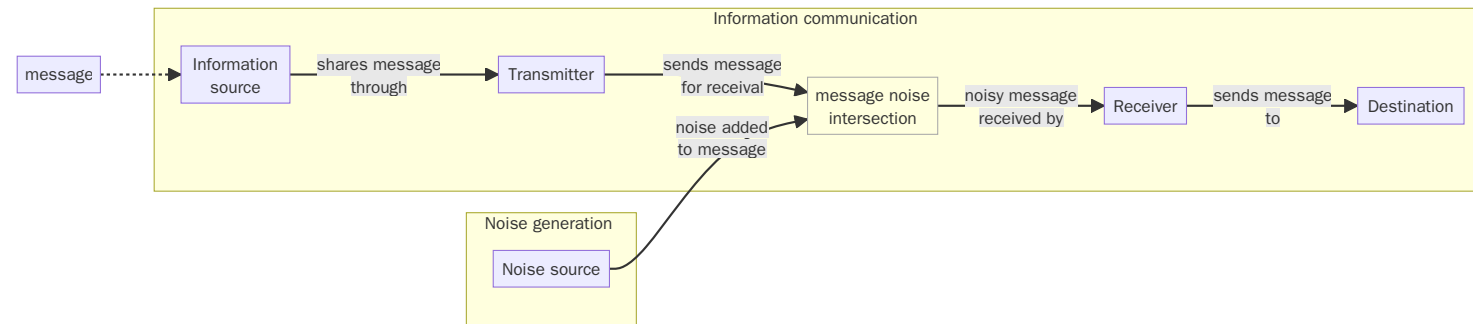 Information communication
message
Information
source
shares message
through
Transmitter
sends message
for receival
noise added
to message
message noise
intersection
noisy message
received by
Receiver
sends message
to
Destination
Noise generation
Noise source